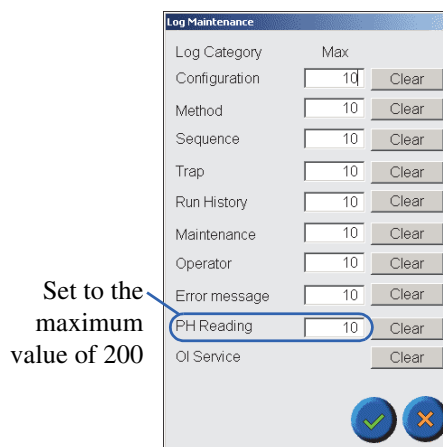 Log Maintenance
Log Category Max
Configuration 10 Clear
Method 10 Clear
Sequence 10 Clear
Trap 10 Clear
Run History 10 Clear
Maintenance 10 Clear
Operator 10 Clear
Error message 10 Clear
PH Reading 10 Clear
OI Service Clear
Set to the
maximum
value of 200